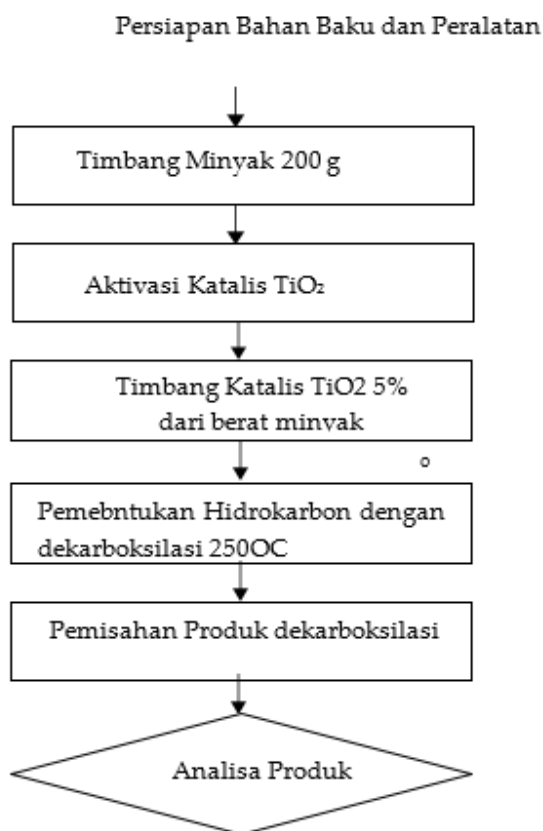 Persiapan Bahan Baku dan Peralatan
Timbang Minyak 200 g
Aktivasi Katalis TiO₂
Timbang Katalis TiO2 5%
dari berat minyak
o
Pemebntukan Hidrokarbon dengan
dekarboksilasi 250OC
Pemisahan Produk dekarboksilasi
Analisa Produk